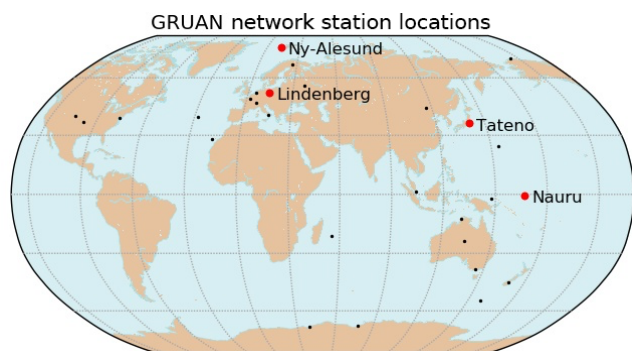 GRUAN network station locations
Ny-Alesund
Lindenberg
Tateno
Nauru